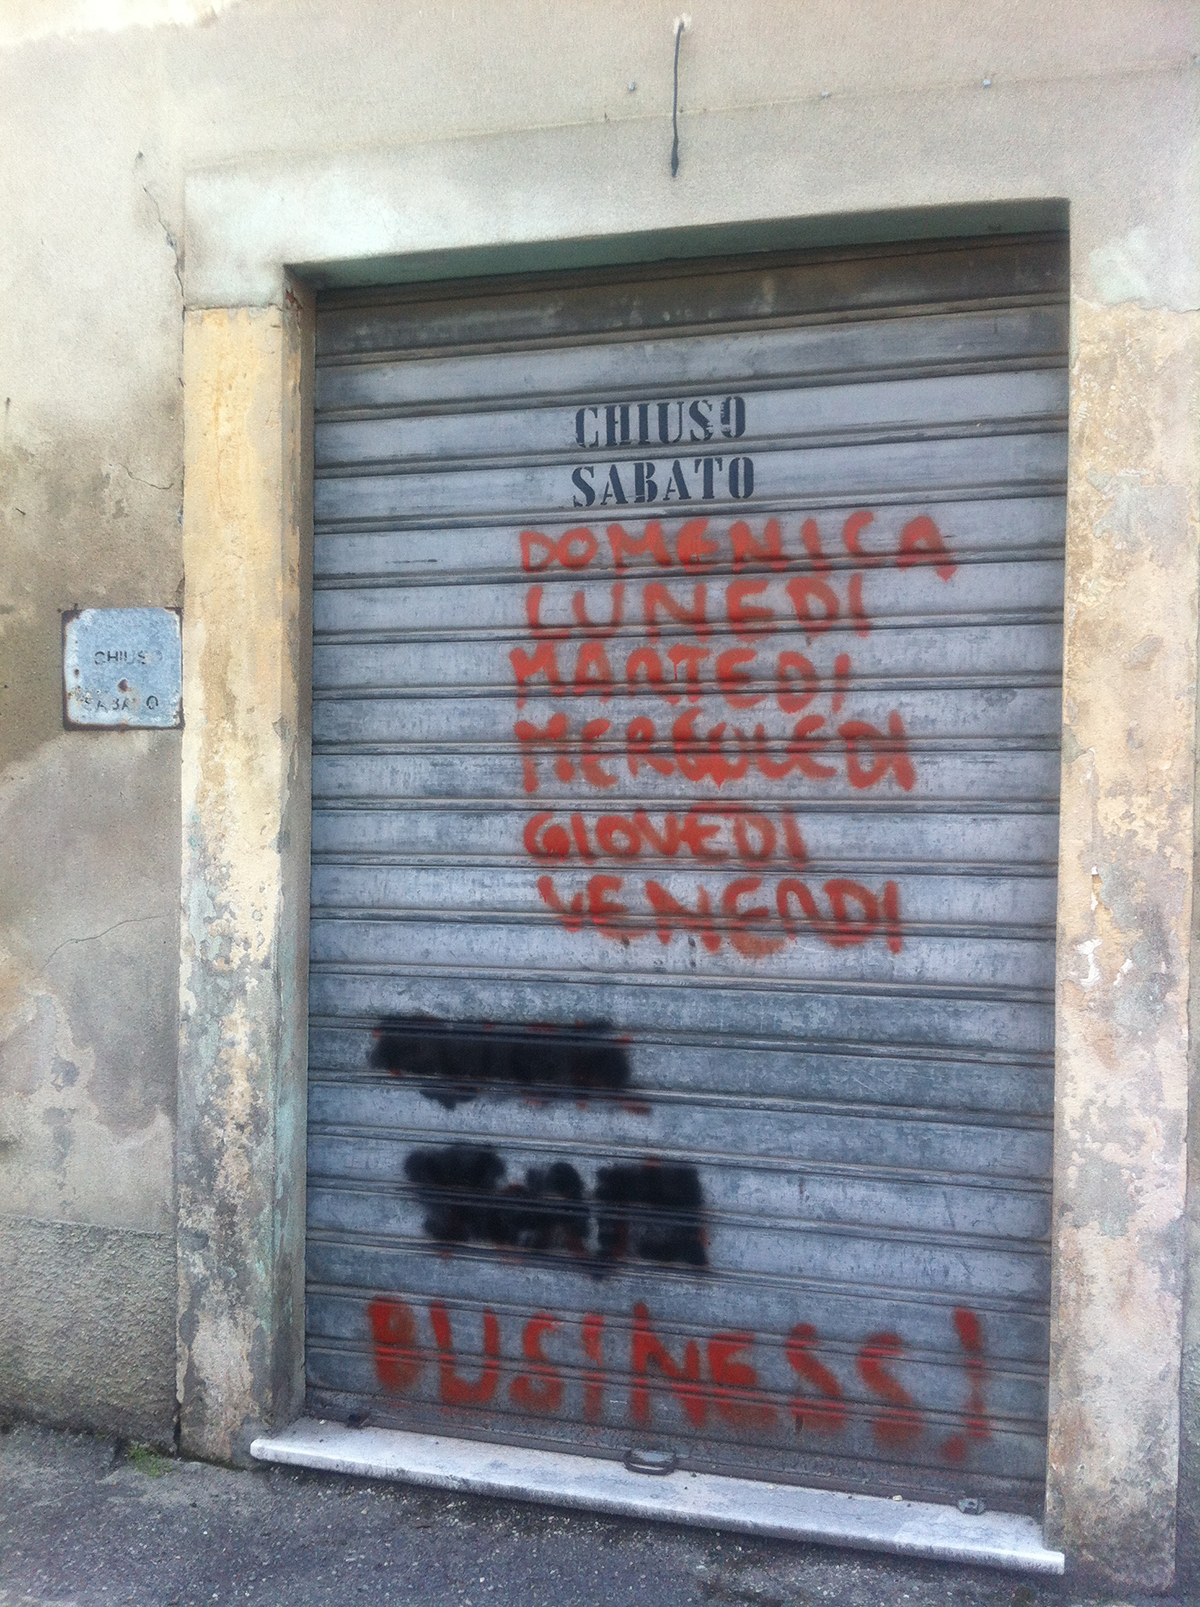 CHIUSO
SABATO
DOMENICA
LUNEDI
MARTEDI
MERCOLEDI
GIOVEDI
VENERDI
BUSINESS!
CHIUSO
SABATO